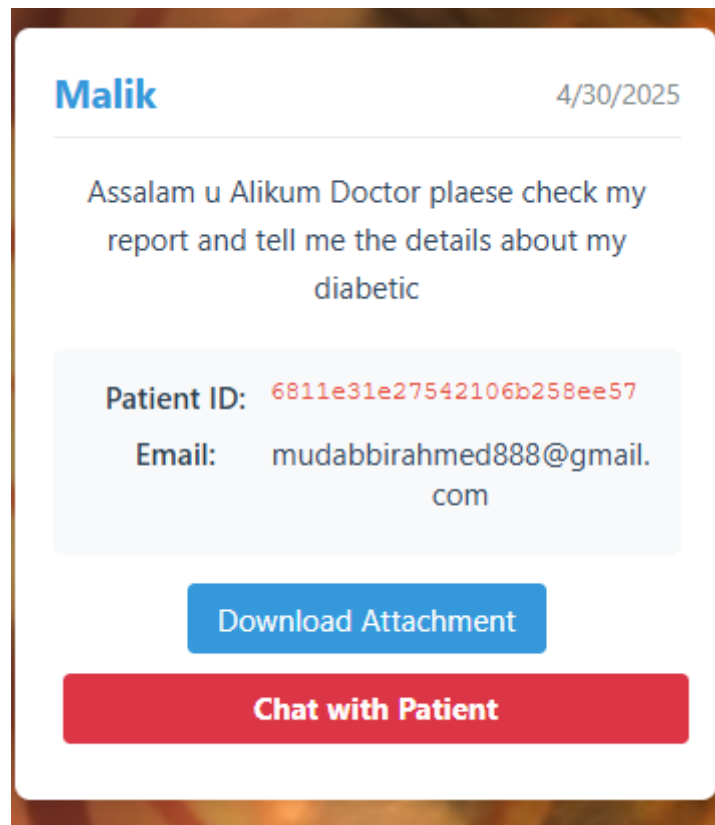 Malik
4/30/2025
Assalam u Alikum Doctor plaese check my
report and tell me the details about my
diabetic
Patient ID: 6811e31e27542106b258ee57
Email: mudabbirahmed888@gmail.
com
Download Attachment
Chat with Patient